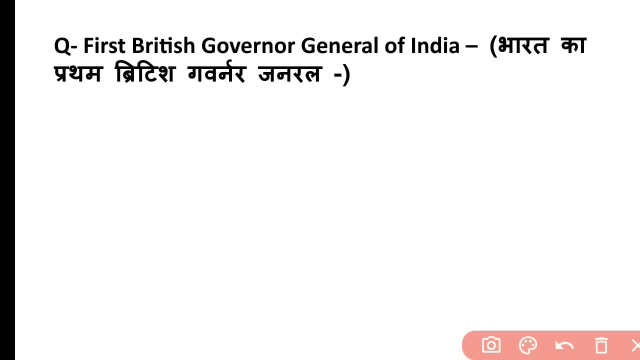 Q- First British Governor General of India – (भारत का
प्रथम ब्रिटिश गवर्नर जनरल -)